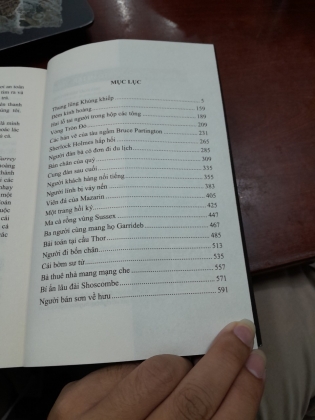 MỤC LỤC
Thung lũng Khủng khiếp 5
Đêm kinh hoàng 159
Hai lỗ tai người trong hộp các tông 189
Vòng Tròn Đỏ 209
Các bản vẽ của tàu ngầm Bruce Partington 231
Sherlock Holmes hấp hối 265
Người đàn bà cô đơn đi du lịch 285
Bàn chân của quỷ 309
Cung đàn sau cuối 335
Người khách hàng nổi tiếng 355
Người lính bị vảy nến 383
Viên đá của Mazarin 405
Một trang hồi ký 425
Ma cà rồng vùng Sussex 447
Ba người cùng mang họ Garrideb 467
Bài toán tại cầu Thor 485
Người đi bốn chân 513
Cái bờm sư tử 535
Bà thuê nhà mang mạng che 557
Bí ẩn lâu đài Shoscombe 571
Người bán sơn về hưu 591